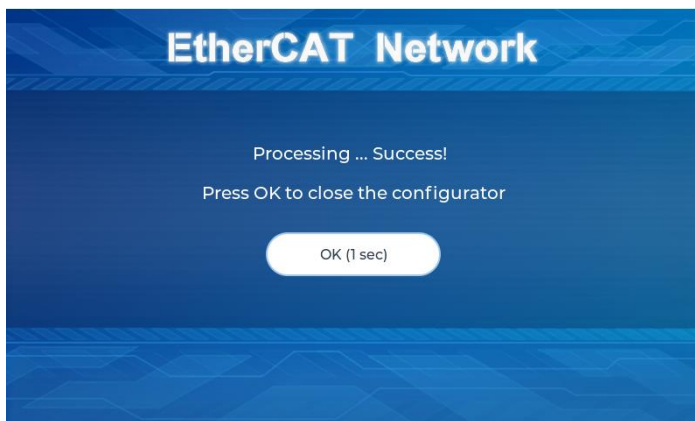 EtherCAT Network
Processing ... Success!
Press OK to close the configurator
OK (1 sec)